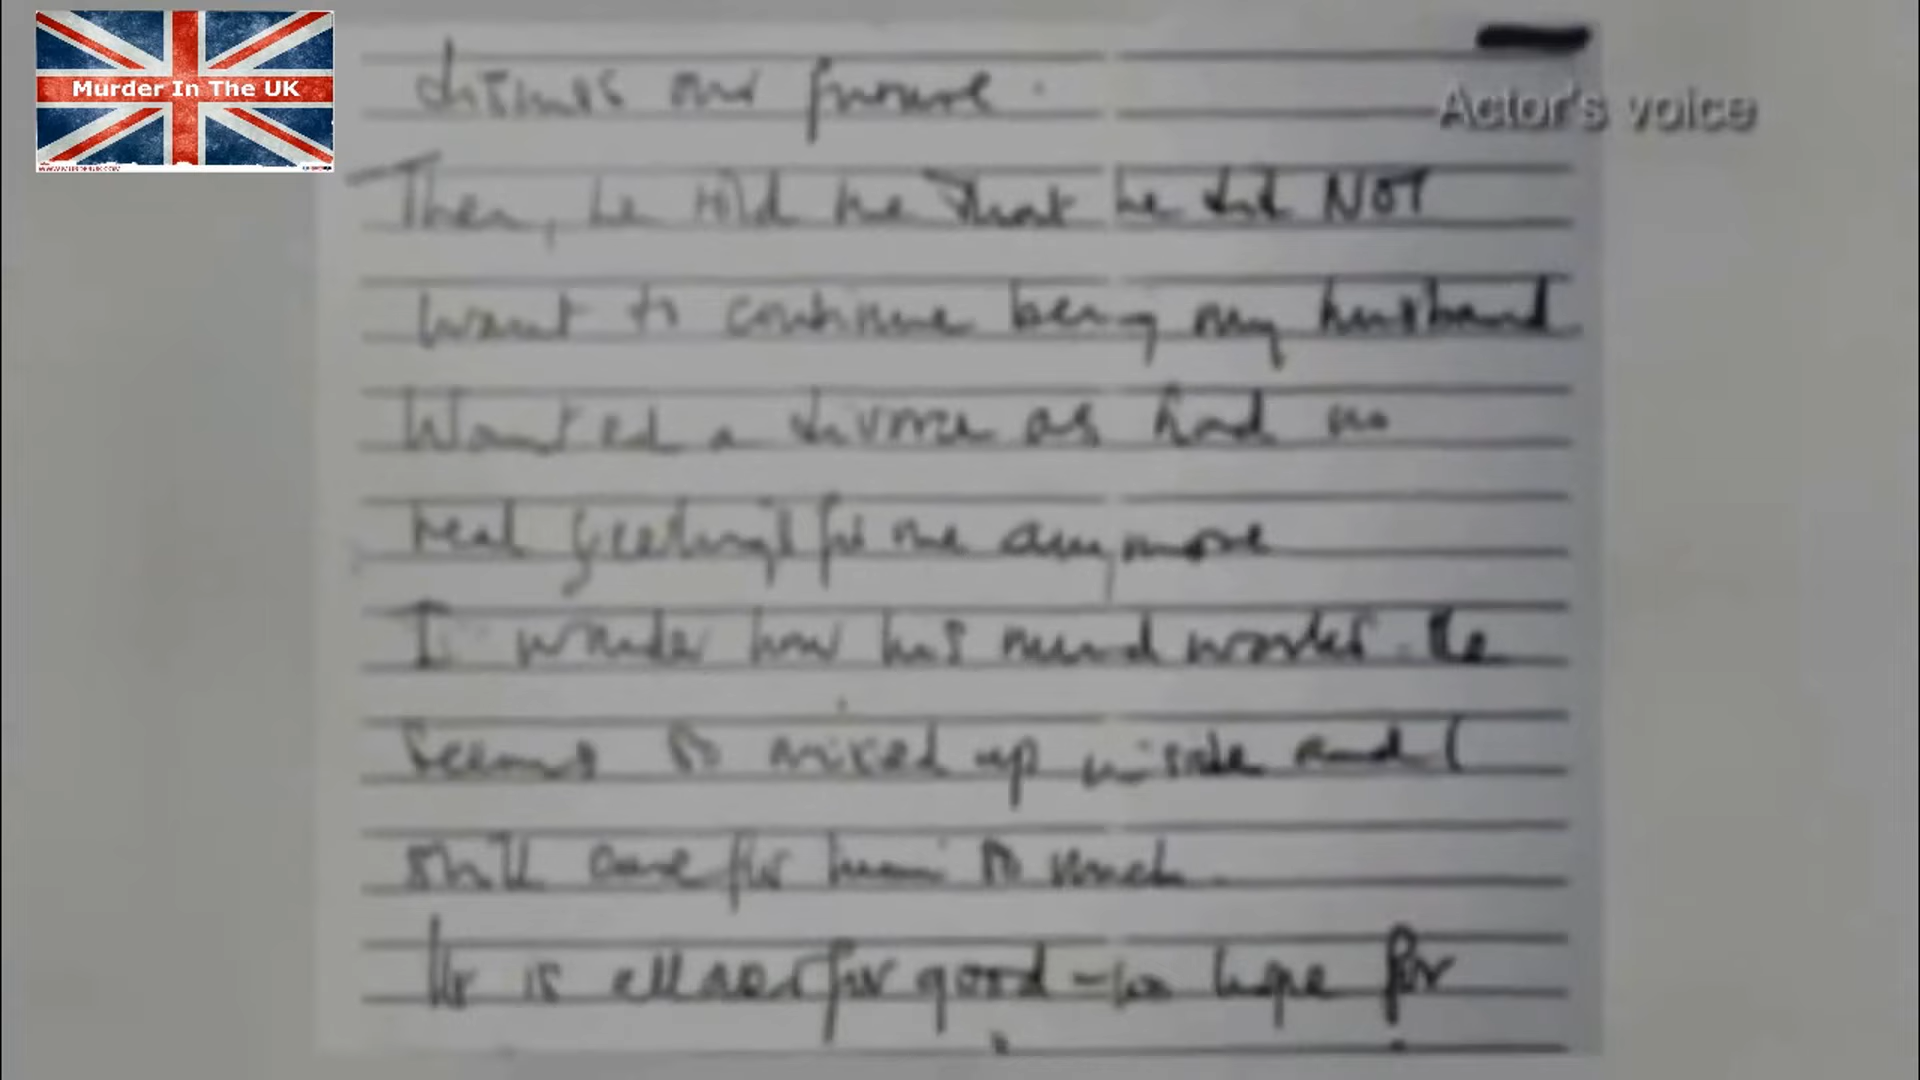 Murder In The UK
Actor's voice
discuss our future.
Then, he told me that he did NOT
want to continue being my husband
Wanted a divorce as had no
real feelings for me anymore
I wonder how his mind works. He
seems so mixed up inside and I
still care for him so much.
It is all over for good - no hope for